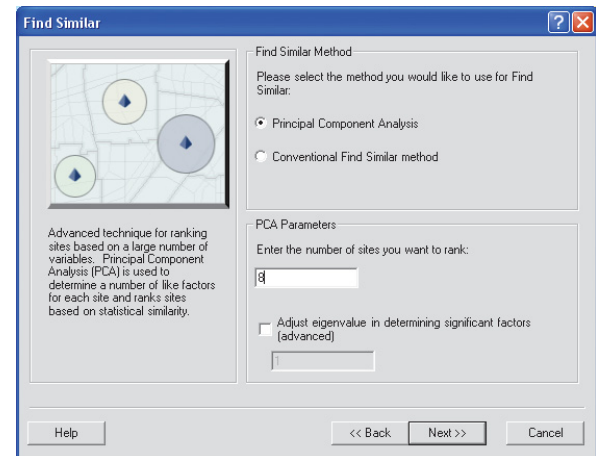 Find Similar
Find Similar Method
Please select the method you would like to use for Find
Similar:
Principal Component Analysis
Conventional Find Similar method
Advanced technique for ranking
sites based on a large number of
variables. Principal Component
Analysis (PCA) is used to
determine a number of like factors
for each site and ranks sites
based on statistical similarity.
PCA Parameters
Enter the number of sites you want to rank:
8
Adjust eigenvalue in determining significant factors
(advanced)
1
Help
<< Back
Next >>
Cancel